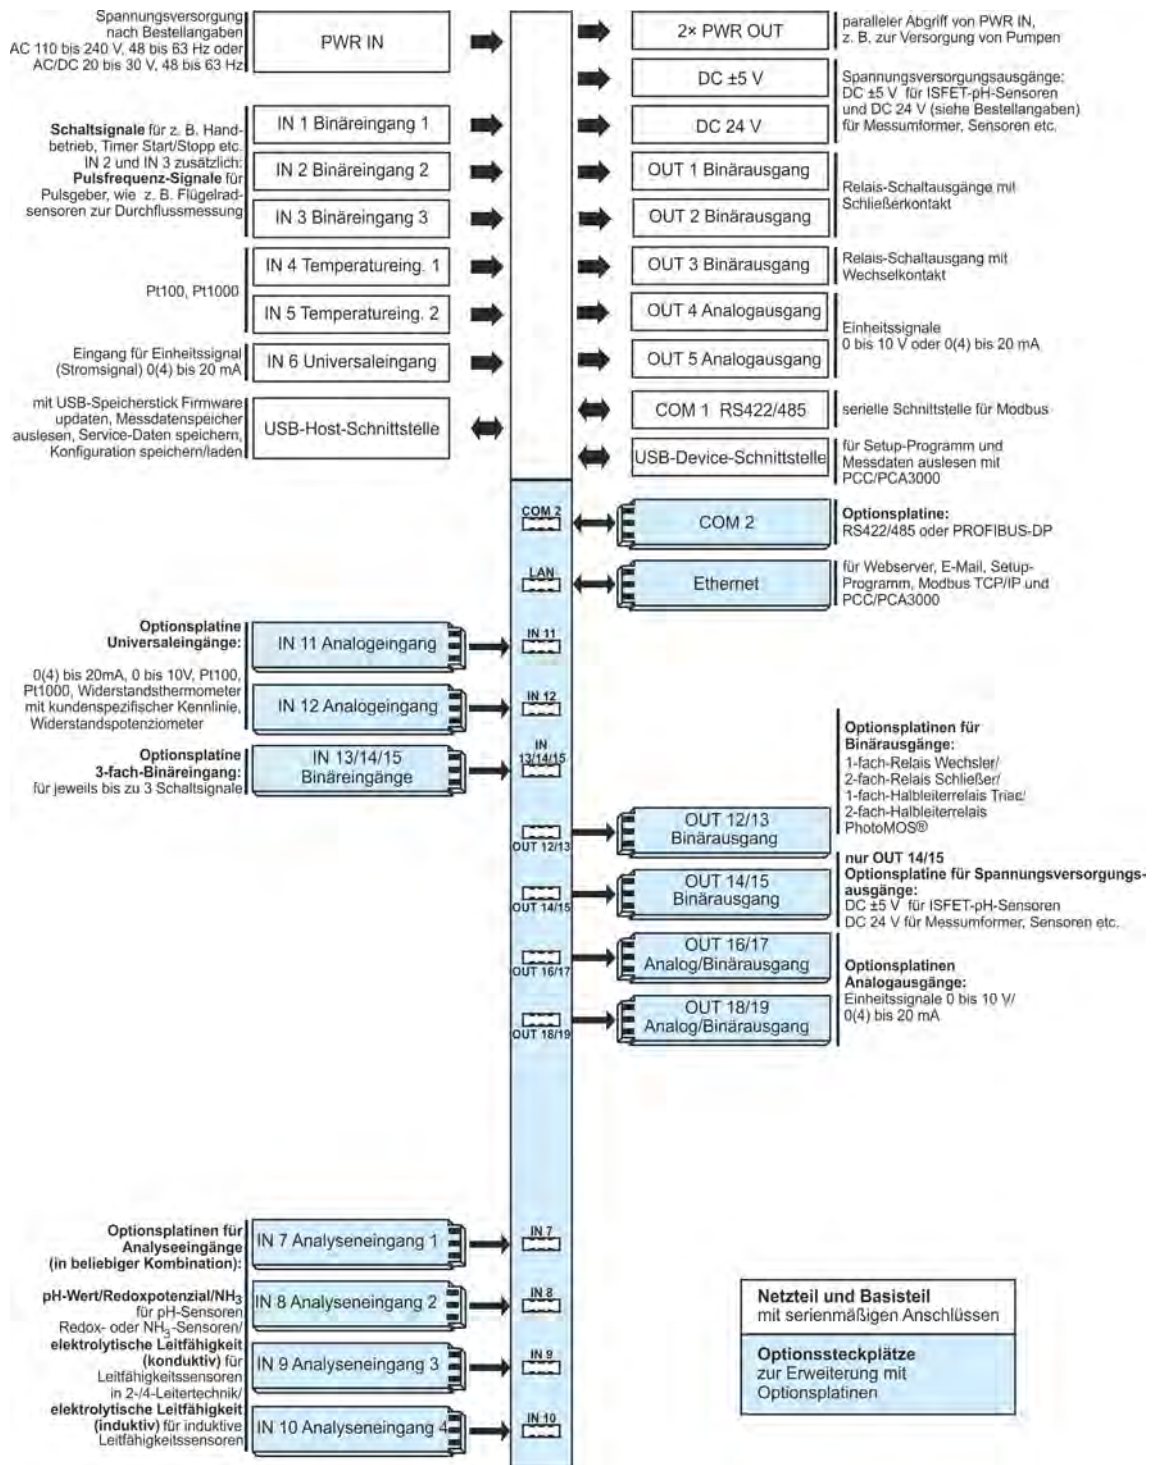 Spannungsversorgung
nach Bestellangaben
AC 110 bis 240 V, 48 bis 63 Hz oder
AC/DC 20 bis 30 V, 48 bis 63 Hz
PWR IN
2× PWR OUT
paralleler Abgriff von PWR IN,
z. B. zur Versorgung von Pumpen
DC ±5 V
DC 24 V
Spannungsversorgungsausgänge:
DC ±5 V für ISFET-pH-Sensoren
und DC 24 V (siehe Bestellangaben)
für Messumformer, Sensoren etc.
Schaltsignale für z. B. Hand-
betrieb, Timer Start/Stopp etc.
IN 2 und IN 3 zusätzlich:
Pulsfrequenz-Signale für
Pulsgeber, wie z. B. Flügelrad-
sensoren zur Durchflussmessung
IN 1 Binäreingang 1
IN 2 Binäreingang 2
IN 3 Binäreingang 3
OUT 1 Binärausgang
OUT 2 Binärausgang
Relais-Schaltausgänge mit
Schließerkontakt
Pt100, Pt1000
IN 4 Temperatureing. 1
IN 5 Temperatureing. 2
OUT 3 Binärausgang
Relais-Schaltausgang mit
Wechselkontakt
OUT 4 Analogausgang
OUT 5 Analogausgang
Einheitssignale
0 bis 10 V oder 0(4) bis 20 mA
Eingang für Einheitssignal
(Stromsignal) 0(4) bis 20 mA
IN 6 Universaleingang
mit USB-Speicherstick Firmware
updaten, Messdatenspeicher
auslesen, Service-Daten speichern,
Konfiguration speichern/laden
USB-Host-Schnittstelle
COM 1 RS422/485
serielle Schnittstelle für Modbus
USB-Device-Schnittstelle
für Setup-Programm und
Messdaten auslesen mit
PCC/PCA3000
COM 2
COM 2
Optionsplatine:
RS422/485 oder PROFIBUS-DP
LAN
Ethernet
für Webserver, E-Mail, Setup-
Programm, Modbus TCP/IP und
PCC/PCA3000
Optionsplatine
Universaleingänge:
0(4) bis 20mA, 0 bis 10V, Pt100,
Pt1000, Widerstandsthermometer
mit kundenspezifischer Kennlinie,
Widerstandspotenziometer
IN 11 Analogeingang
IN 11
IN 12 Analogeingang
IN 12
Optionsplatine
3-fach-Binäreingang:
für jeweils bis zu 3 Schaltsignale
IN 13/14/15
Binäreingänge
IN
13/14/15
Optionsplatinen für
Binärausgänge:
1-fach-Relais Wechsler/
2-fach-Relais Schließer/
1-fach-Halbleiterrelais Triac/
2-fach-Halbleiterrelais
PhotoMOS®
OUT 12/13
OUT 12/13
Binärausgang
OUT 14/15
OUT 14/15
Binärausgang
nur OUT 14/15
Optionsplatine für Spannungsversorgungs-
ausgänge:
DC ±5 V für ISFET-pH-Sensoren
DC 24 V für Messumformer, Sensoren etc.
OUT 16/17
OUT 16/17
Analog/Binärausgang
OUT 18/19
OUT 18/19
Analog/Binärausgang
Optionsplatinen
Analogausgänge:
Einheitssignale 0 bis 10 V/
0(4) bis 20 mA
Optionsplatinen für
Analyseeingänge
(in beliebiger Kombination):
pH-Wert/Redoxpotenzial/NH3
für pH-Sensoren
Redox- oder NH3-Sensoren/
elektrolytische Leitfähigkeit
(konduktiv) für
Leitfähigkeitssensoren
in 2-/4-Leitertechnik/
elektrolytische Leitfähigkeit
(induktiv) für induktive
Leitfähigkeitssensoren
IN 7 Analyseneingang 1
IN 7
IN 8 Analyseneingang 2
IN 8
IN 9 Analyseneingang 3
IN 9
IN 10 Analyseneingang 4
IN 10
Netzteil und Basisteil
mit serienmäßigen Anschlüssen
Optionssteckplätze
zur Erweiterung mit
Optionsplatinen